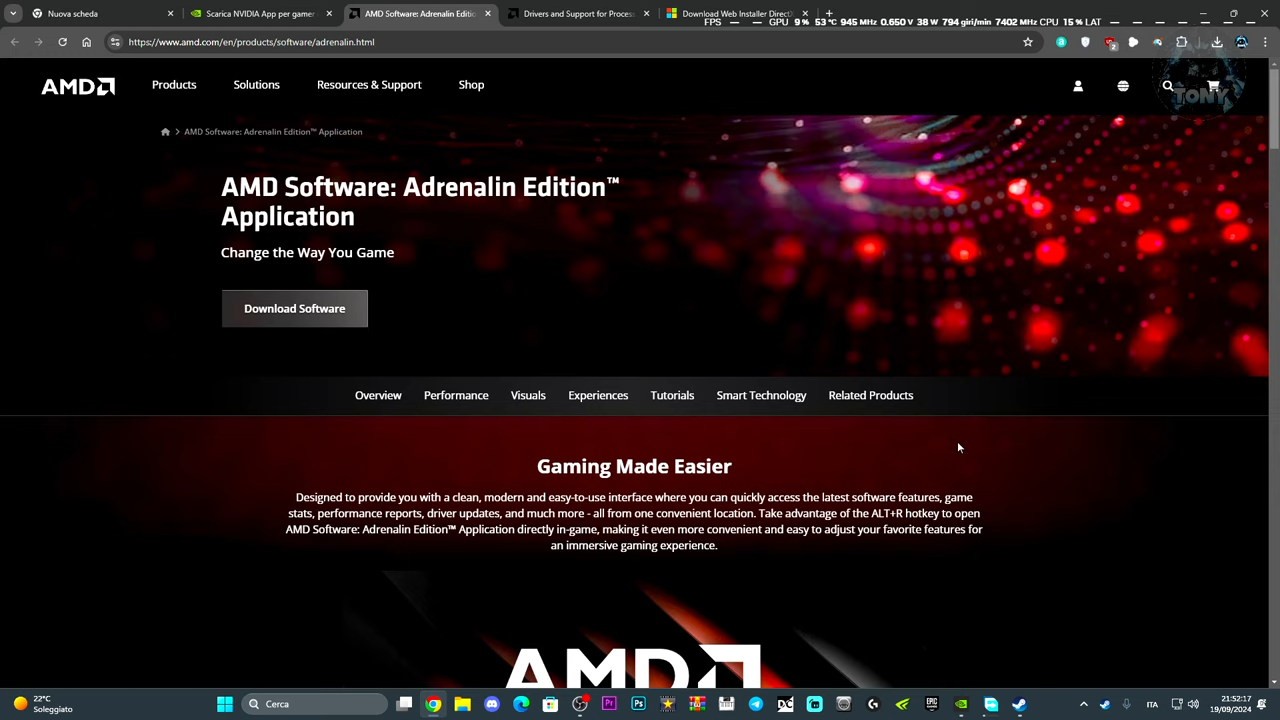 Nuova scheda
Scarica NVIDIA App per gamer
AMD Software: Adrenalin Editio
Drivers and Support for Process
Download Web Installer DirectX
FPS — — GPU 9 % 53 °C 945 MHz 0.650 V 38 W 794 giri/min 7402 MHz CPU 15 % LAT
https://www.amd.com/en/products/software/adrenalin.html
2
AMD
Products
Solutions
Resources & Support
Shop
TONY
AMD Software: Adrenalin Edition™ Application
AMD Software: Adrenalin Edition™
Application
Change the Way You Game
Download Software
Overview
Performance
Visuals
Experiences
Tutorials
Smart Technology
Related Products
Gaming Made Easier
Designed to provide you with a clean, modern and easy-to-use interface where you can quickly access the latest software features, game
stats, performance reports, driver updates, and much more - all from one convenient location. Take advantage of the ALT+R hotkey to open
AMD Software: Adrenalin Edition™ Application directly in-game, making it even more convenient and easy to adjust your favorite features for
an immersive gaming experience.
AMD
22°C
Soleggiato
Cerca
Pr
Ps
DC
EPIC
ITA
21:52:17
19/09/2024